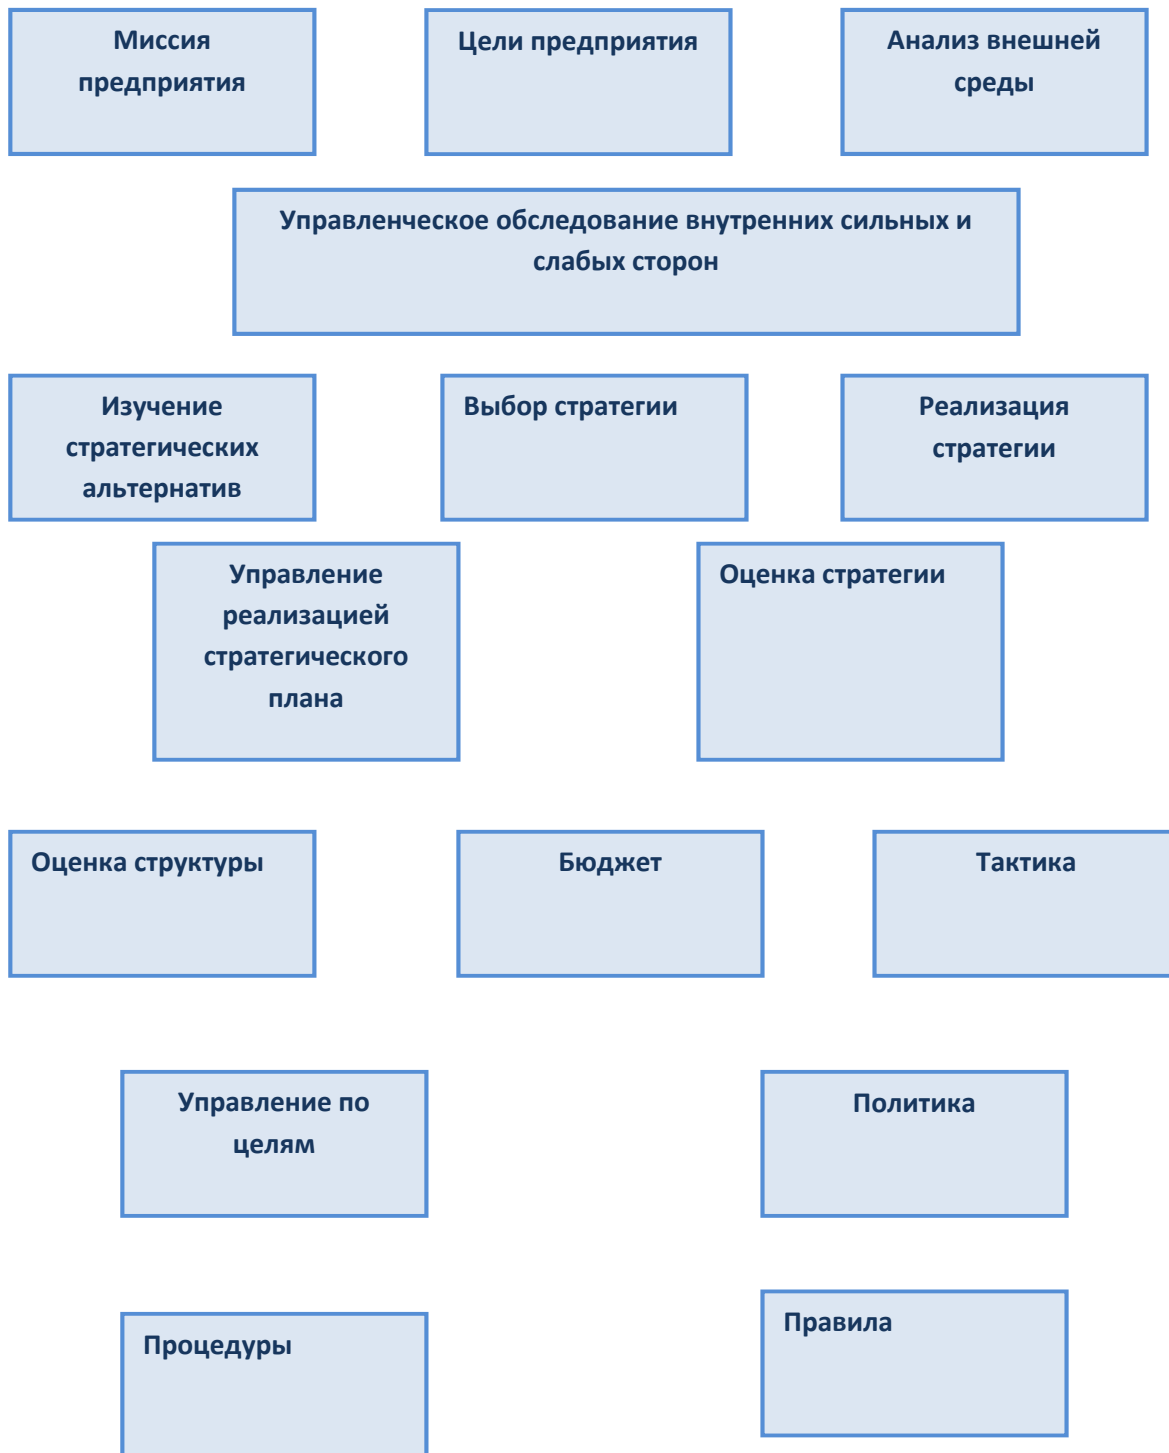 Миссия
предприятия
Цели предприятия
Анализ внешней
среды
Управленческое обследование внутренних сильных и
слабых сторон
Изучение
стратегических
альтернатив
Выбор стратегии
Реализация
стратегии
Управление
реализацией
стратегического
плана
Оценка стратегии
Оценка структуры
Бюджет
Тактика
Управление по
целям
Политика
Процедуры
Правила